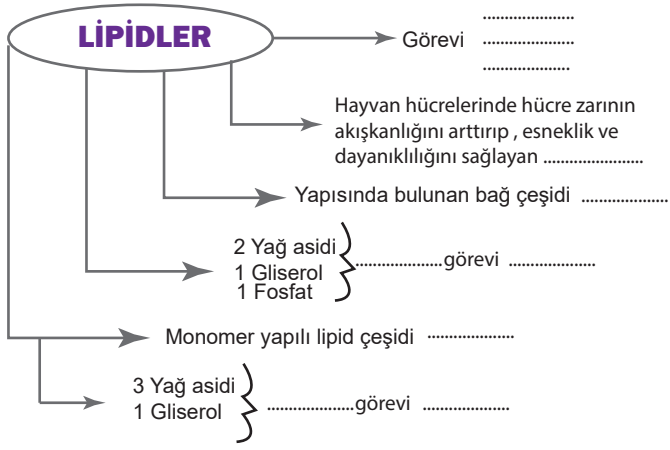 LİPİDLER
....................
Görevi ....................
....................
Hayvan hücrelerinde hücre zarının
akışkanlığını arttırıp , esneklik ve
dayanıklılığını sağlayan .......................
Yapısında bulunan bağ çeşidi ....................
2 Yağ asidi
1 Gliserol
1 Fosfat
....................görevi ....................
Monomer yapılı lipid çeşidi ....................
3 Yağ asidi
1 Gliserol
....................görevi ....................